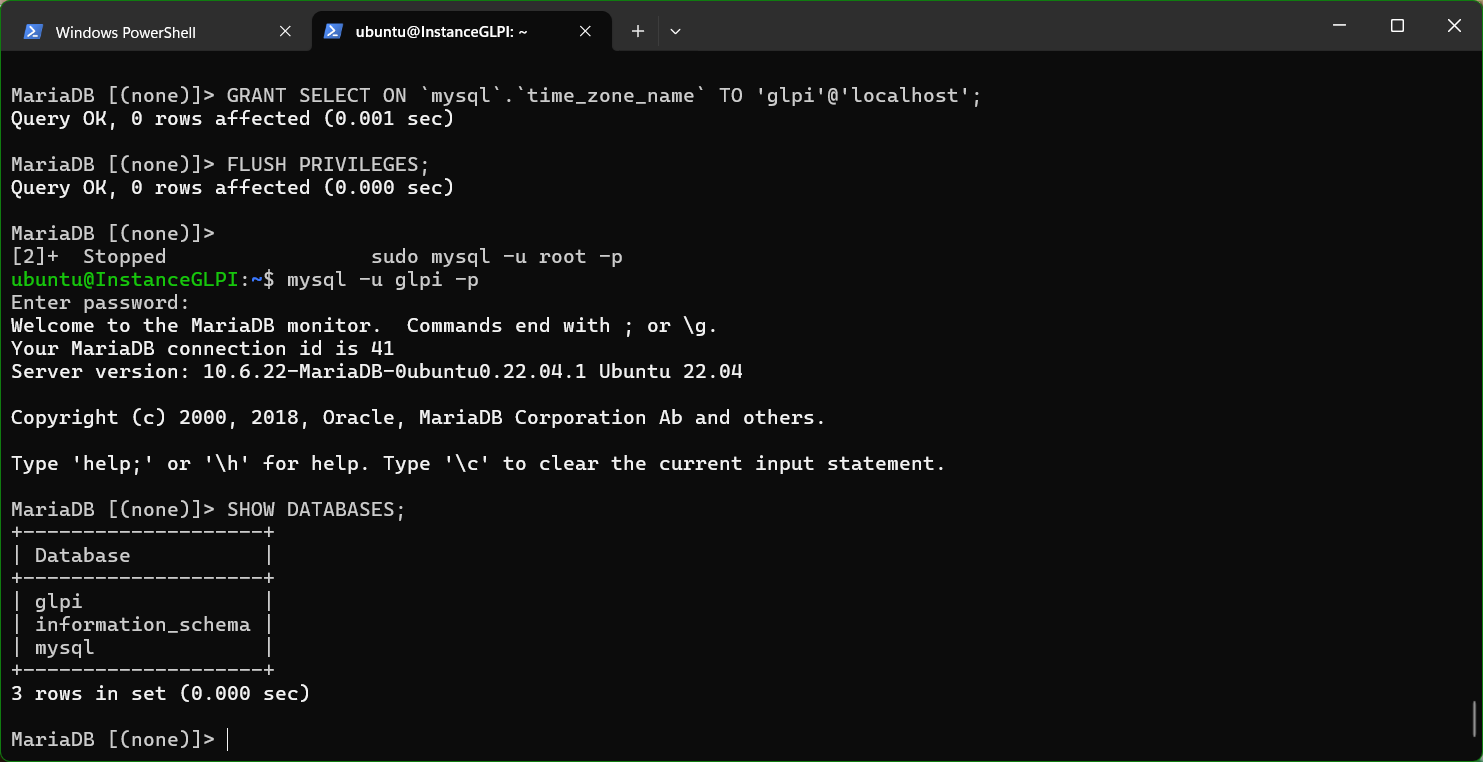 Windows PowerShell
ubuntu@InstanceGLPI: ~
MariaDB [(none)]> GRANT SELECT ON `mysql`.`time_zone_name` TO 'glpi'@'localhost';
Query OK, 0 rows affected (0.001 sec)
MariaDB [(none)]> FLUSH PRIVILEGES;
Query OK, 0 rows affected (0.000 sec)
MariaDB [(none)]>
[2]+  Stopped                 sudo mysql -u root -p
ubuntu@InstanceGLPI:~$ mysql -u glpi -p
Enter password:
Welcome to the MariaDB monitor.  Commands end with ; or \g.
Your MariaDB connection id is 41
Server version: 10.6.22-MariaDB-0ubuntu0.22.04.1 Ubuntu 22.04
Copyright (c) 2000, 2018, Oracle, MariaDB Corporation Ab and others.
Type 'help;' or '\h' for help. Type '\c' to clear the current input statement.
MariaDB [(none)]> SHOW DATABASES;
+--------------------+
| Database           |
+--------------------+
| glpi               |
| information_schema |
| mysql              |
+--------------------+
3 rows in set (0.000 sec)
MariaDB [(none)]>